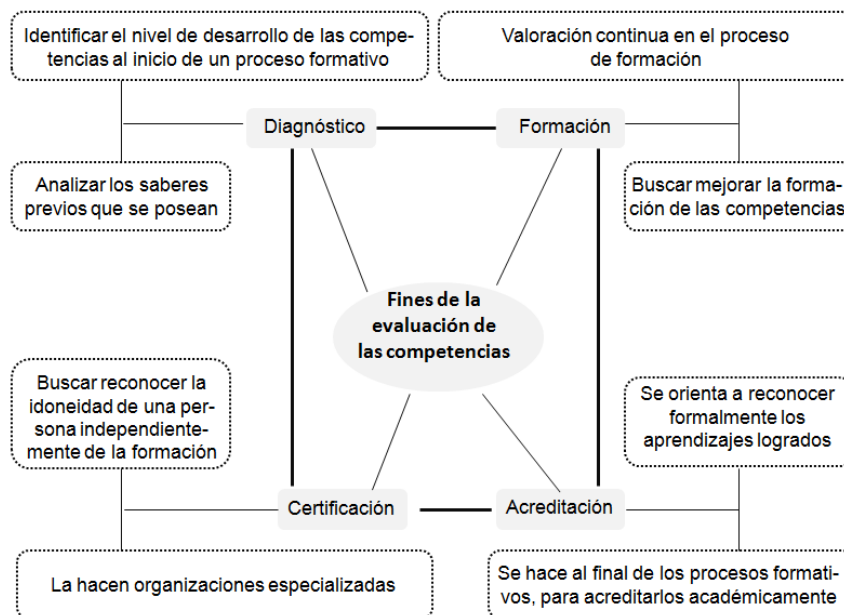 Identificar el nivel de desarrollo de las compe-
tencias al inicio de un proceso formativo
Valoración continua en el proceso
de formación
Diagnóstico
Formación
Analizar los saberes
previos que se posean
Buscar mejorar la forma-
ción de las competencias
Fines de la
evaluación de
las competencias
Buscar reconocer la
idoneidad de una per-
sona independiente-
mente de la formación
Se orienta a reconocer
formalmente los
aprendizajes logrados
Certificación
Acreditación
La hacen organizaciones especializadas
Se hace al final de los procesos formati-
vos, para acreditarlos académicamente